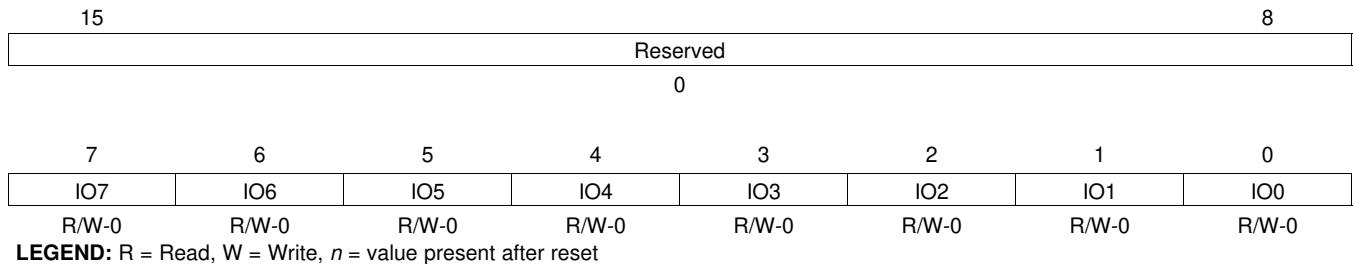 15 8
Reserved
0
7 6 5 4 3 2 1 0
IO7 IO6 IO5 IO4 IO3 IO2 IO1 IO0
R/W-0 R/W-0 R/W-0 R/W-0 R/W-0 R/W-0 R/W-0 R/W-0
LEGEND: R = Read, W = Write, n = value present after reset